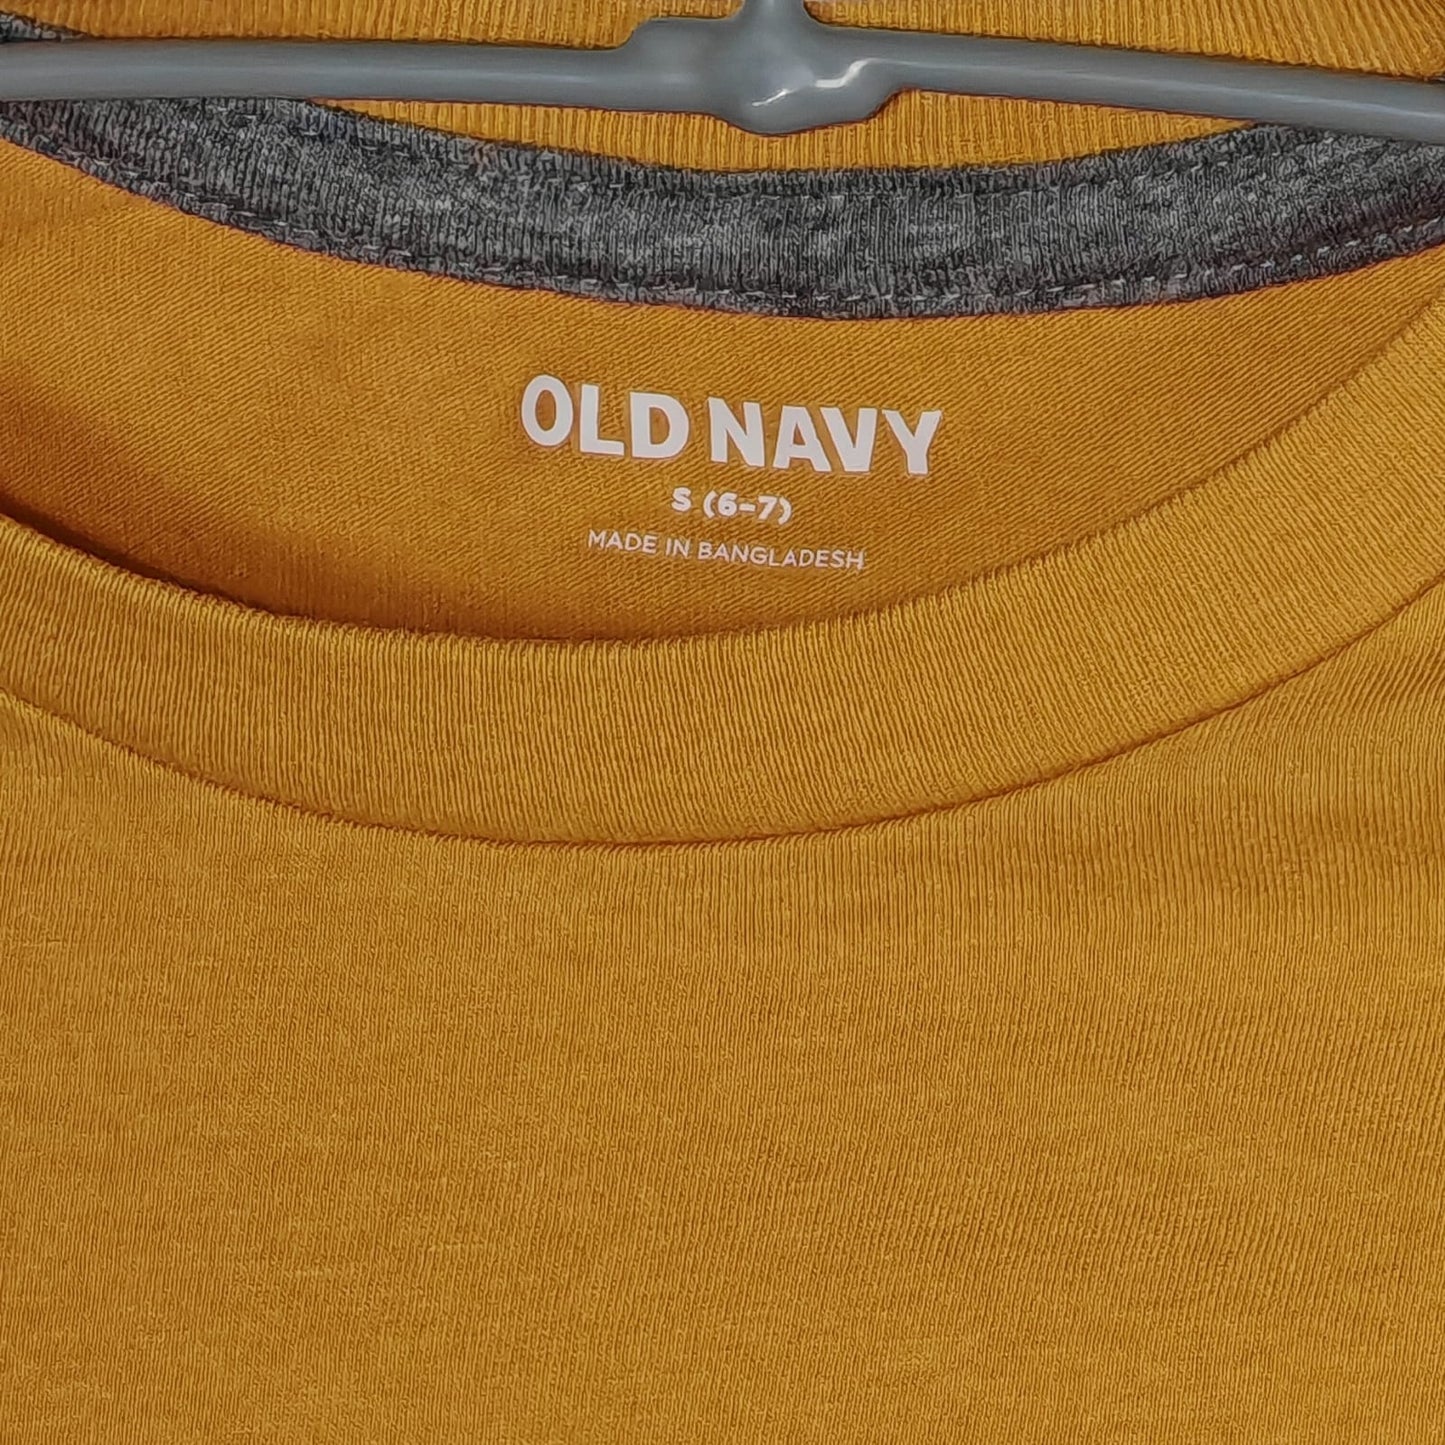 OLD NAVY
S (6-7)
MADE IN BANGLADESH